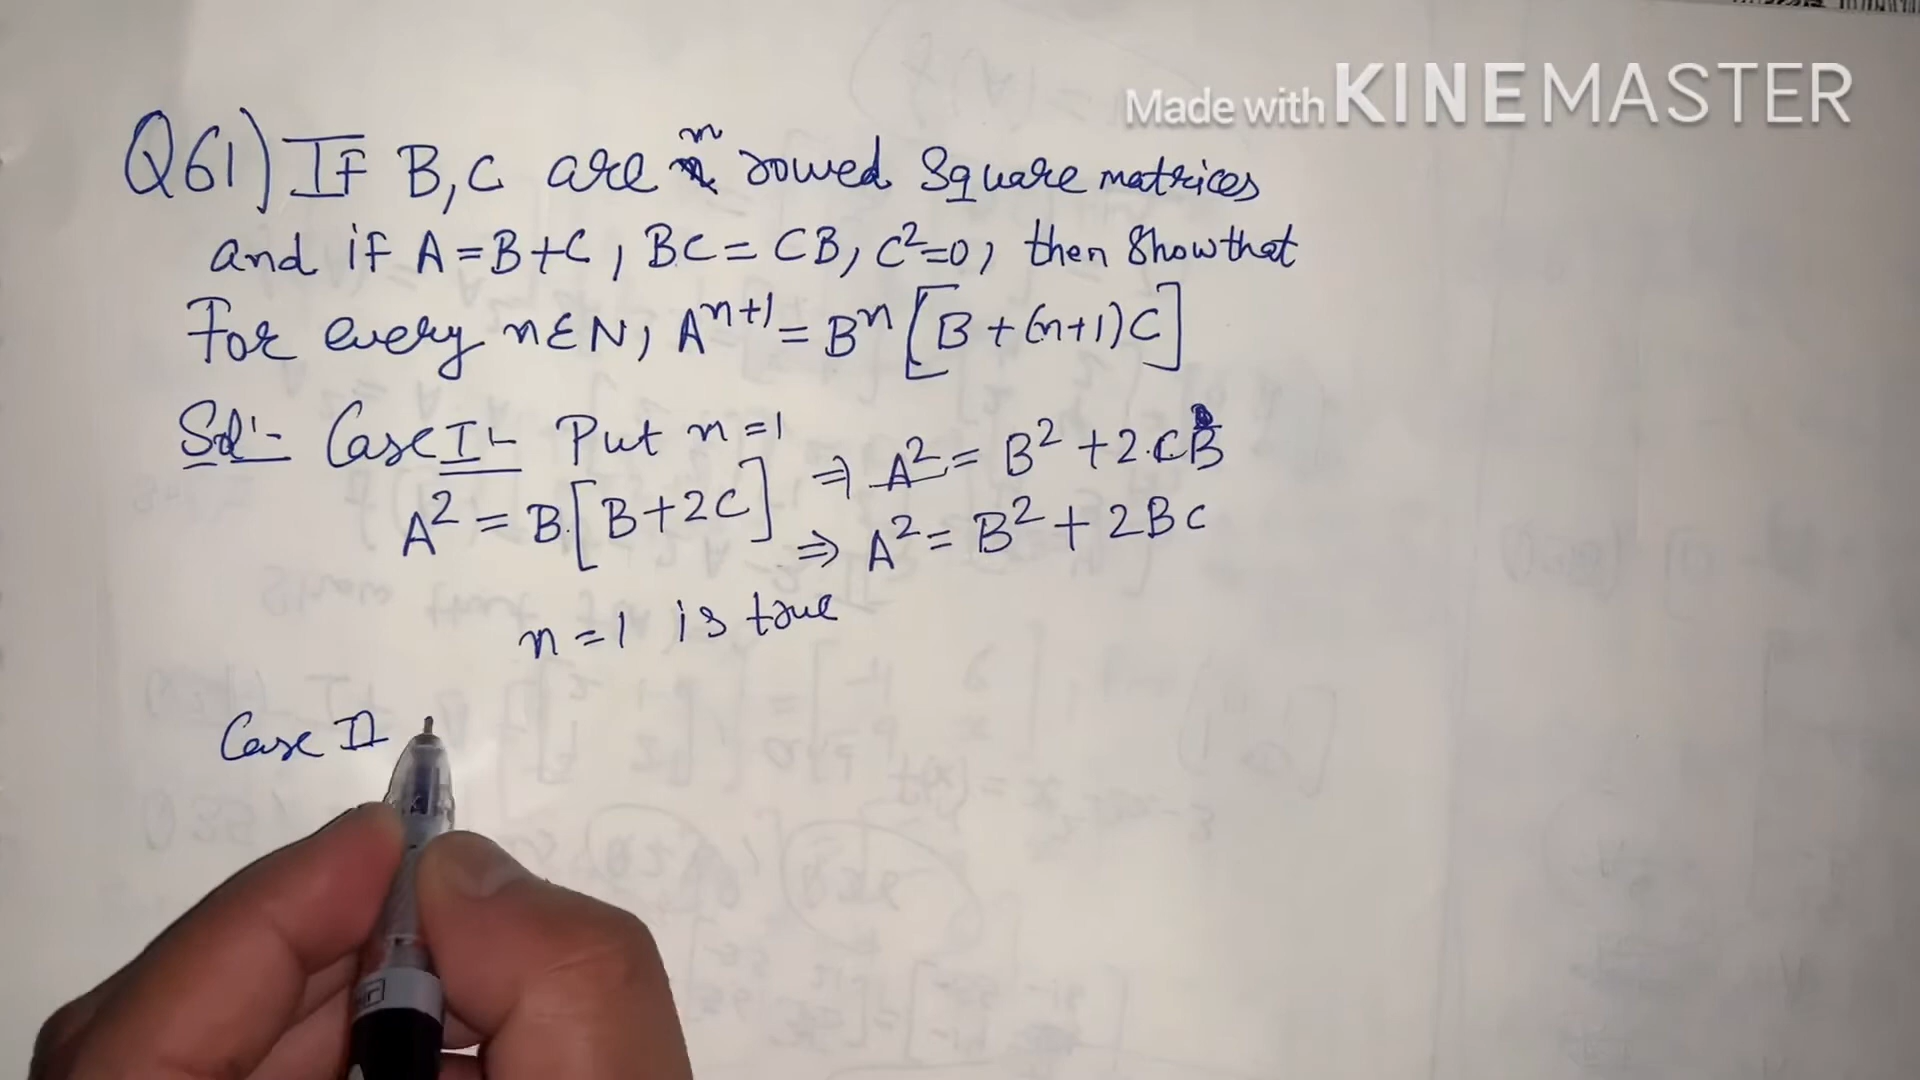 Made with KINEMASTER
Q61) If B, C are n rowed Square matrices
and if A = B + C, BC = CB, C² = 0, then Show that
For every n ∈ N, Aⁿ⁺¹ = Bⁿ [B + (n+1)C]
Sol:- Case I:- Put n = 1 ⇒ A² = B² + 2.CB
A² = B.[B + 2C] ⇒ A² = B² + 2BC
n = 1 is true
Case II